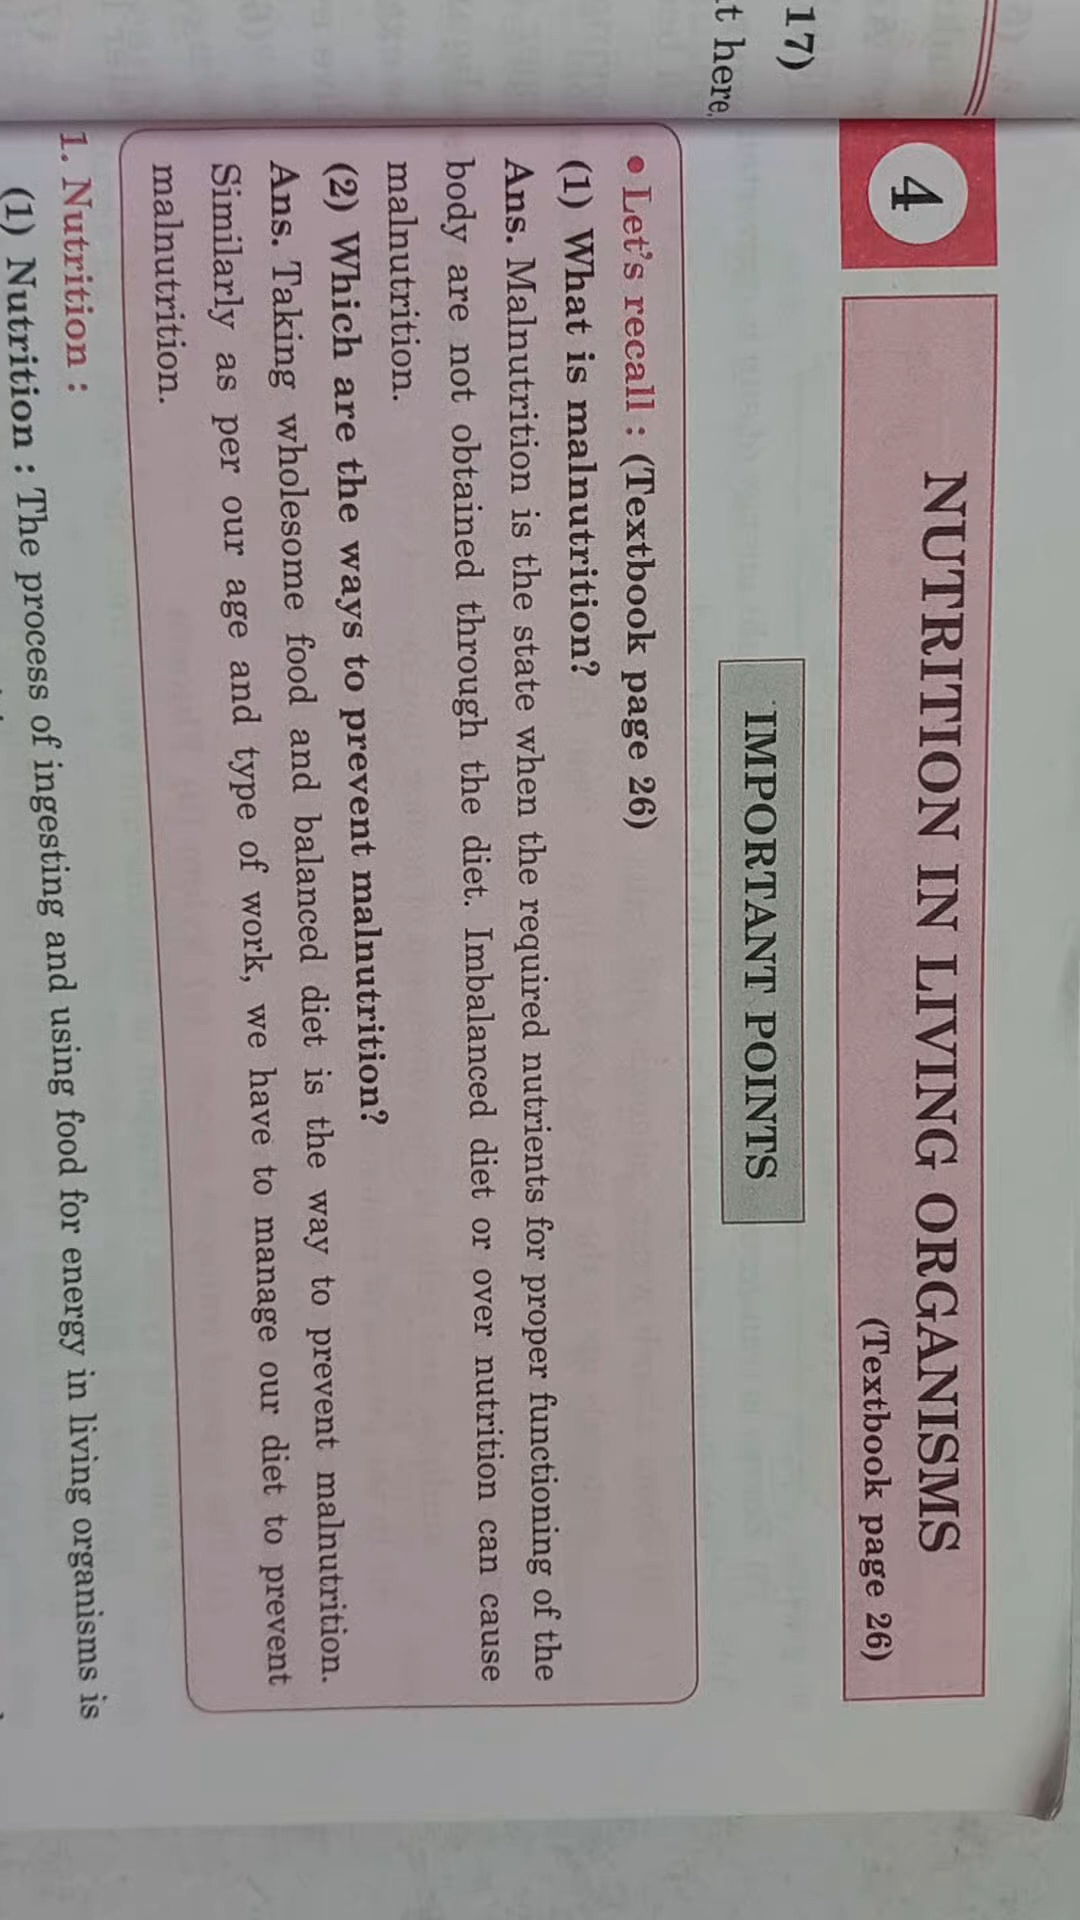 17)
t here,
4
NUTRITION IN LIVING ORGANISMS
(Textbook page 26)
IMPORTANT POINTS
• Let's recall : (Textbook page 26)
(1) What is malnutrition?
Ans. Malnutrition is the state when the required nutrients for proper functioning of the
body are not obtained through the diet. Imbalanced diet or over nutrition can cause
malnutrition.
(2) Which are the ways to prevent malnutrition?
Ans. Taking wholesome food and balanced diet is the way to prevent malnutrition.
Similarly as per our age and type of work, we have to manage our diet to prevent
malnutrition.
1. Nutrition :
(1) Nutrition : The process of ingesting and using food for energy in living organisms is